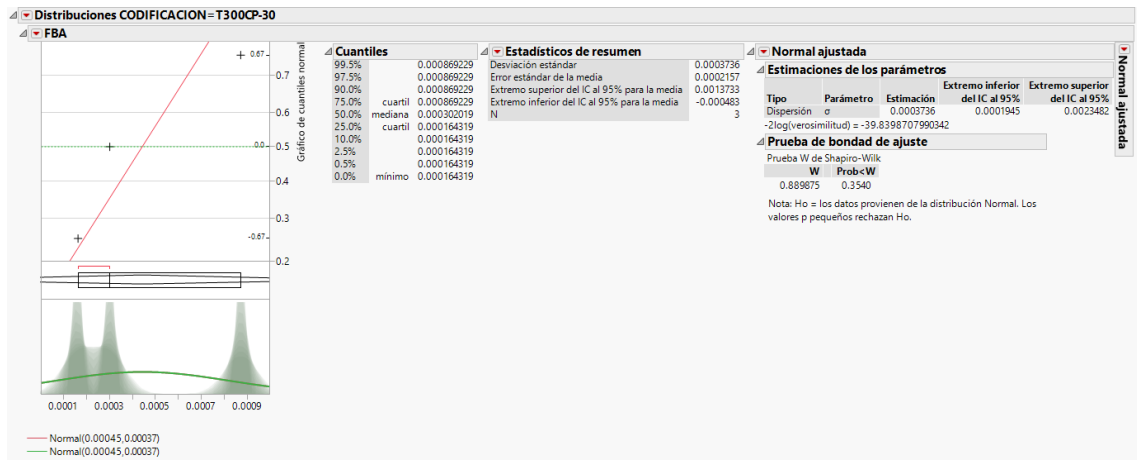 Distribuciones CODIFICACION=T300CP-30
FBA
0.67
0.0
-0.67
Gráfico de cuantiles normal
0.7
0.6
0.5
0.4
0.3
0.2
0.0001 0.0003 0.0005 0.0007 0.0009
Normal(0.00045,0.00037)
Normal(0.00045,0.00037)
Cuantiles
99.5% 0.000869229
97.5% 0.000869229
90.0% 0.000869229
75.0% cuartil 0.000869229
50.0% mediana 0.000302019
25.0% cuartil 0.000164319
10.0% 0.000164319
2.5% 0.000164319
0.5% 0.000164319
0.0% mínimo 0.000164319
Estadísticos de resumen
Desviación estándar 0.0003736
Error estándar de la media 0.0002157
Extremo superior del IC al 95% para la media 0.0013733
Extremo inferior del IC al 95% para la media -0.000483
N 3
Normal ajustada
Estimaciones de los parámetros
Extremo inferior Extremo superior
Tipo Parámetro Estimación del IC al 95% del IC al 95%
Dispersión σ 0.0003736 0.0001945 0.0023482
-2log(verosimilitud) = -39.8398707990342
Prueba de bondad de ajuste
Prueba W de Shapiro-Wilk
W Prob<W
0.889875 0.3540
Nota: Ho = los datos provienen de la distribución Normal. Los
valores p pequeños rechazan Ho.
Normal ajustada